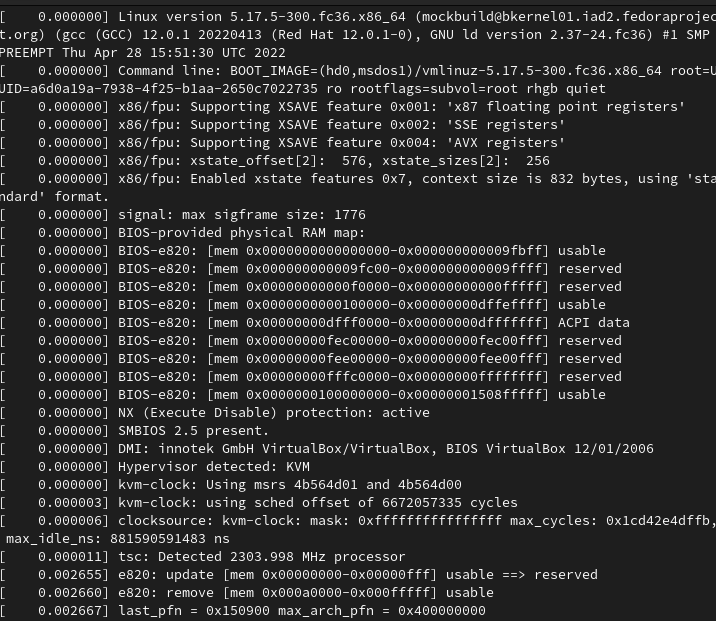 [    0.000000] Linux version 5.17.5-300.fc36.x86_64 (mockbuild@bkernel01.iad2.fedoraprojec
t.org) (gcc (GCC) 12.0.1 20220413 (Red Hat 12.0.1-0), GNU ld version 2.37-24.fc36) #1 SMP
PREEMPT Thu Apr 28 15:51:30 UTC 2022
[    0.000000] Command line: BOOT_IMAGE=(hd0,msdos1)/vmlinuz-5.17.5-300.fc36.x86_64 root=U
UID=a6d0a19a-7938-4f25-b1aa-2650c7022735 ro rootflags=subvol=root rhgb quiet
[    0.000000] x86/fpu: Supporting XSAVE feature 0x001: 'x87 floating point registers'
[    0.000000] x86/fpu: Supporting XSAVE feature 0x002: 'SSE registers'
[    0.000000] x86/fpu: Supporting XSAVE feature 0x004: 'AVX registers'
[    0.000000] x86/fpu: xstate_offset[2]:  576, xstate_sizes[2]:  256
[    0.000000] x86/fpu: Enabled xstate features 0x7, context size is 832 bytes, using 'sta
ndard' format.
[    0.000000] signal: max sigframe size: 1776
[    0.000000] BIOS-provided physical RAM map:
[    0.000000] BIOS-e820: [mem 0x0000000000000000-0x000000000009fbff] usable
[    0.000000] BIOS-e820: [mem 0x000000000009fc00-0x000000000009ffff] reserved
[    0.000000] BIOS-e820: [mem 0x00000000000f0000-0x00000000000fffff] reserved
[    0.000000] BIOS-e820: [mem 0x0000000000100000-0x00000000dffeffff] usable
[    0.000000] BIOS-e820: [mem 0x00000000dfff0000-0x00000000dfffffff] ACPI data
[    0.000000] BIOS-e820: [mem 0x00000000fec00000-0x00000000fec00fff] reserved
[    0.000000] BIOS-e820: [mem 0x00000000fee00000-0x00000000fee00fff] reserved
[    0.000000] BIOS-e820: [mem 0x00000000fffc0000-0x00000000ffffffff] reserved
[    0.000000] BIOS-e820: [mem 0x0000000100000000-0x00000001508fffff] usable
[    0.000000] NX (Execute Disable) protection: active
[    0.000000] SMBIOS 2.5 present.
[    0.000000] DMI: innotek GmbH VirtualBox/VirtualBox, BIOS VirtualBox 12/01/2006
[    0.000000] Hypervisor detected: KVM
[    0.000000] kvm-clock: Using msrs 4b564d01 and 4b564d00
[    0.000003] kvm-clock: using sched offset of 6672057335 cycles
[    0.000006] clocksource: kvm-clock: mask: 0xffffffffffffffff max_cycles: 0x1cd42e4dffb,
 max_idle_ns: 881590591483 ns
[    0.000011] tsc: Detected 2303.998 MHz processor
[    0.002655] e820: update [mem 0x00000000-0x00000fff] usable ==> reserved
[    0.002660] e820: remove [mem 0x000a0000-0x000fffff] usable
[    0.002667] last_pfn = 0x150900 max_arch_pfn = 0x400000000